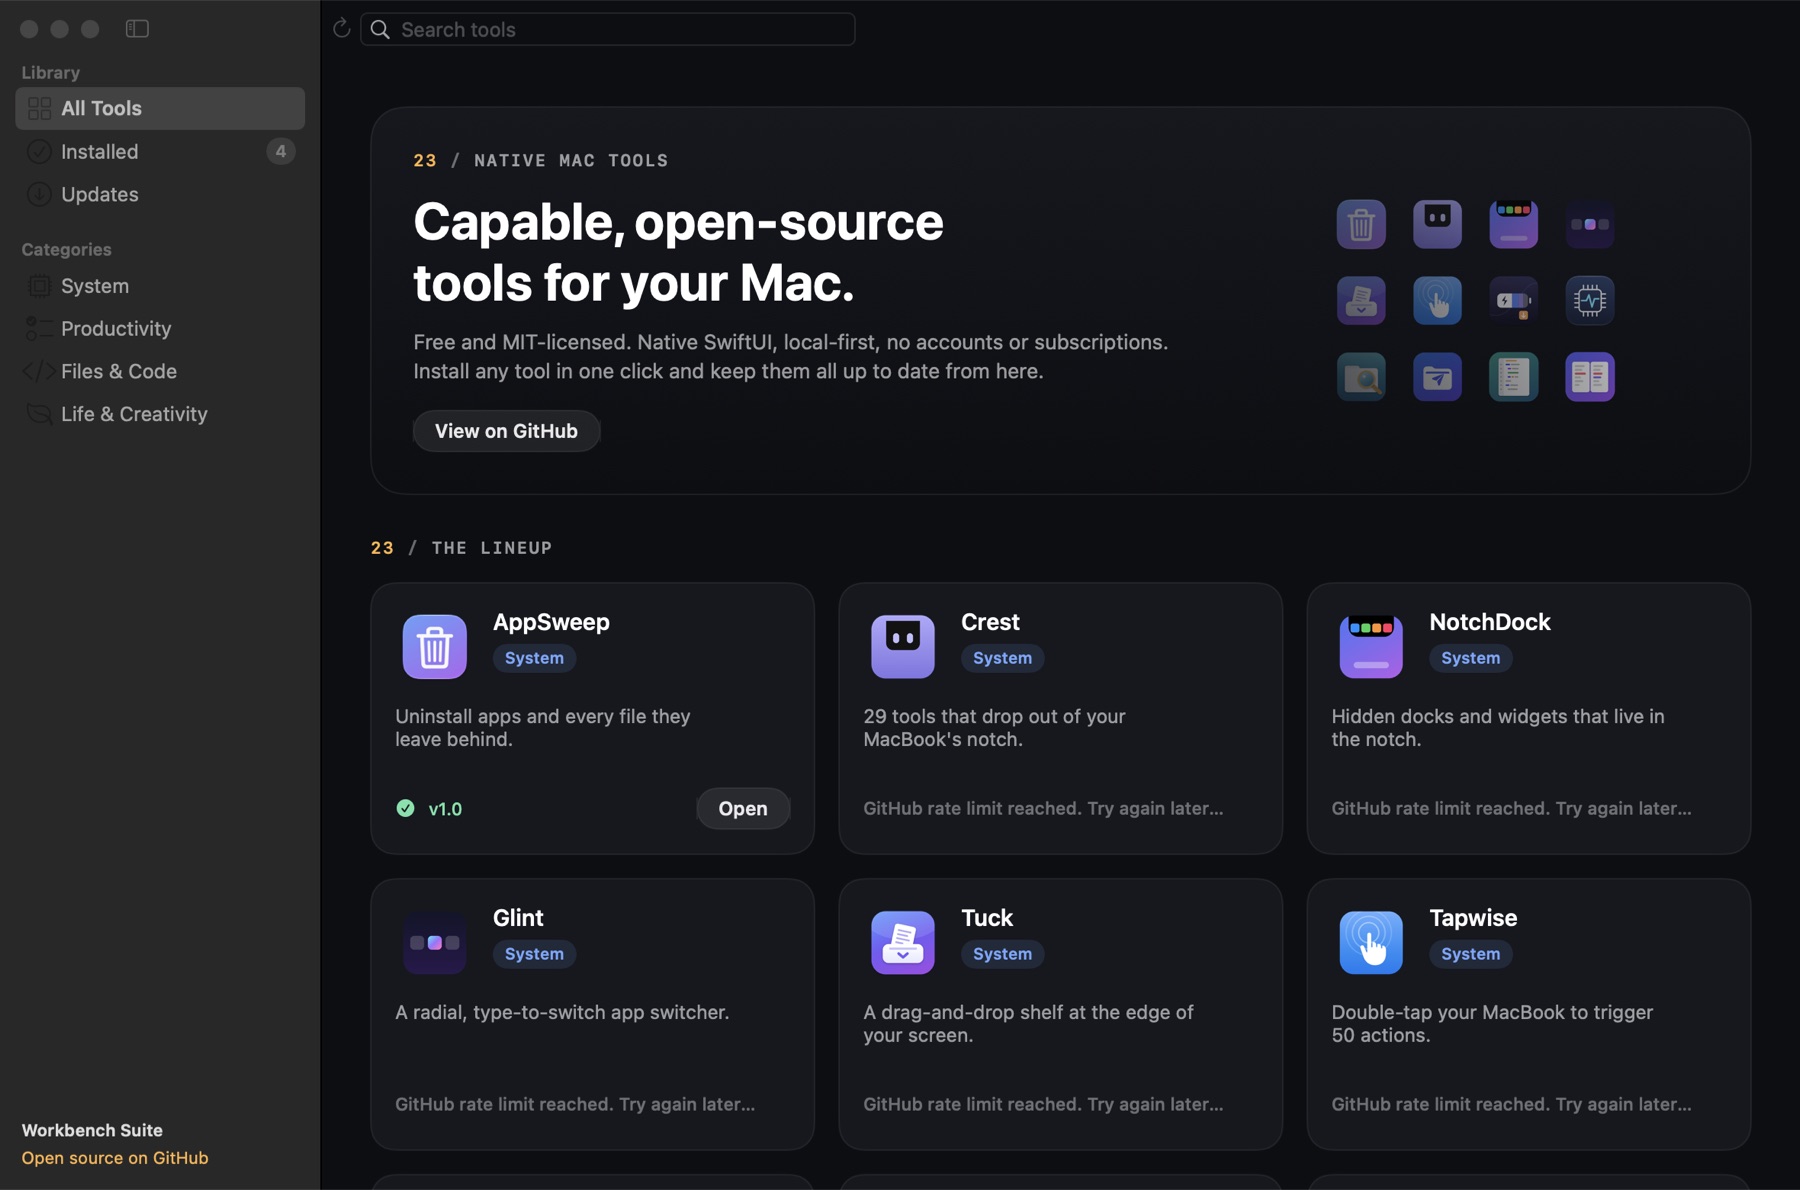 Search tools
Library
All Tools
Installed 4
Updates
Categories
System
Productivity
Files & Code
Life & Creativity
Workbench Suite
Open source on GitHub
23 / NATIVE MAC TOOLS
Capable, open-source
tools for your Mac.
Free and MIT-licensed. Native SwiftUI, local-first, no accounts or subscriptions.
Install any tool in one click and keep them all up to date from here.
View on GitHub
23 / THE LINEUP
AppSweep
System
Uninstall apps and every file they
leave behind.
v1.0
Open
Crest
System
29 tools that drop out of your
MacBook's notch.
GitHub rate limit reached. Try again later...
NotchDock
System
Hidden docks and widgets that live in
the notch.
GitHub rate limit reached. Try again later...
Glint
System
A radial, type-to-switch app switcher.
GitHub rate limit reached. Try again later...
Tuck
System
A drag-and-drop shelf at the edge of
your screen.
GitHub rate limit reached. Try again later...
Tapwise
System
Double-tap your MacBook to trigger
50 actions.
GitHub rate limit reached. Try again later...